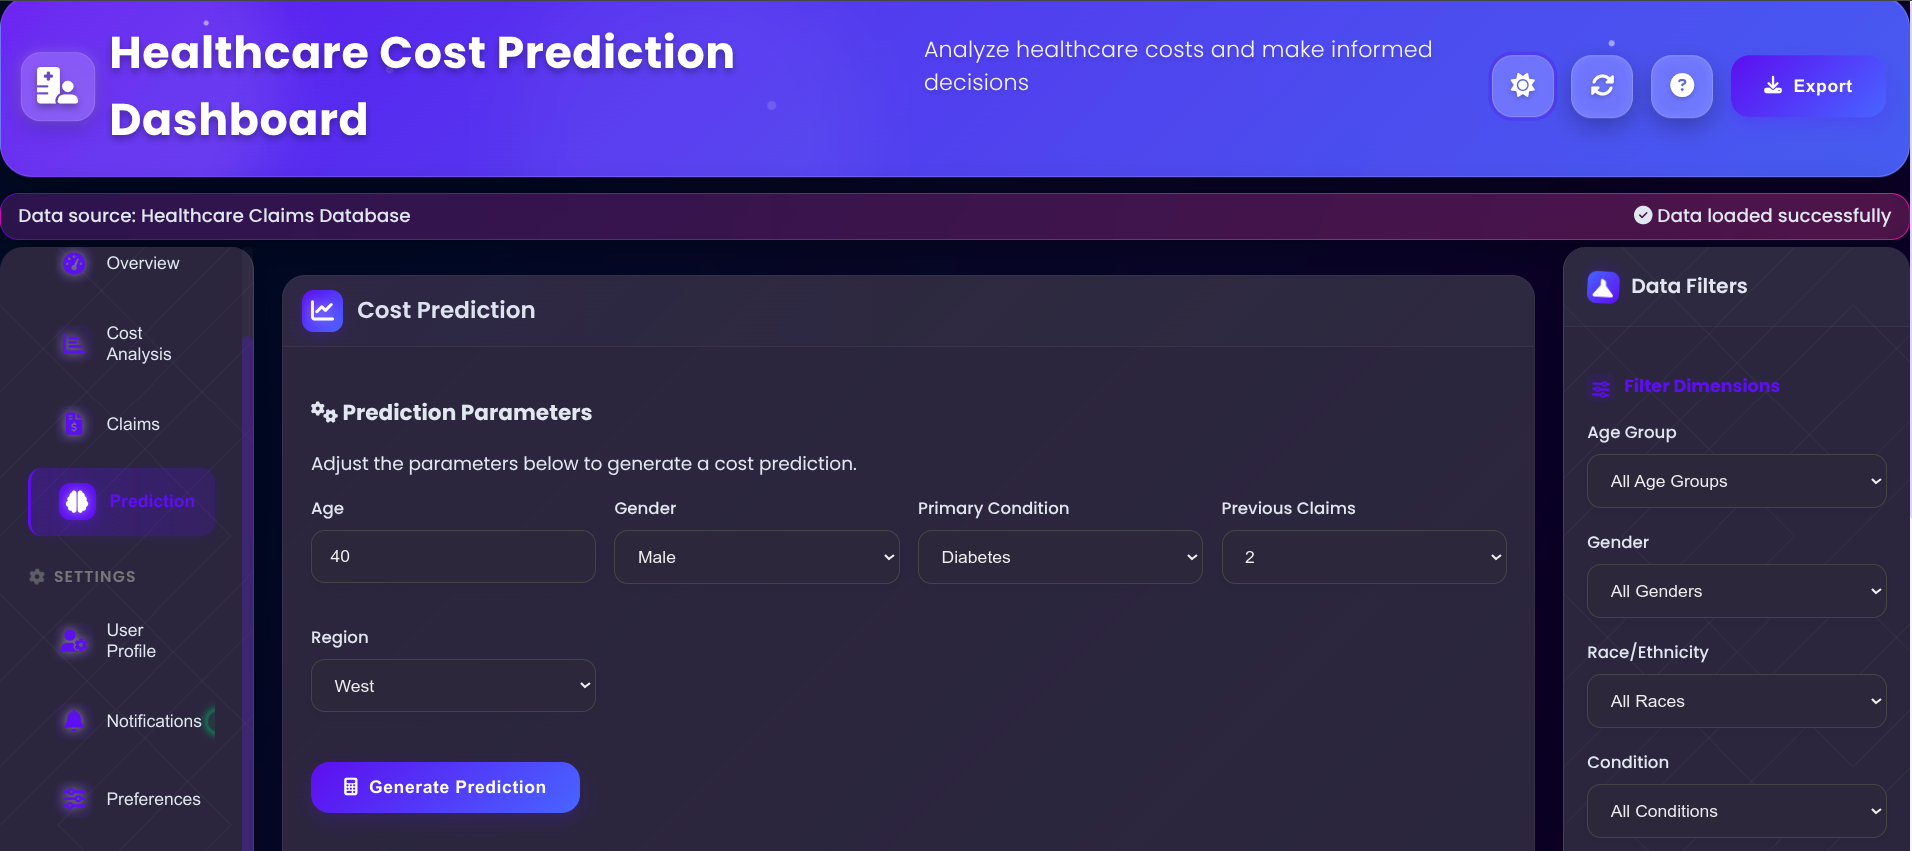 Healthcare Cost Prediction
Dashboard
Analyze healthcare costs and make informed
decisions
Export
Data source: Healthcare Claims Database
Data loaded successfully
Overview
Cost
Analysis
Claims
Prediction
SETTINGS
User
Profile
Notifications
Preferences
Cost Prediction
Prediction Parameters
Adjust the parameters below to generate a cost prediction.
Age
Gender
Primary Condition
Previous Claims
40
Male
Diabetes
2
Region
West
Generate Prediction
Data Filters
Filter Dimensions
Age Group
All Age Groups
Gender
All Genders
Race/Ethnicity
All Races
Condition
All Conditions